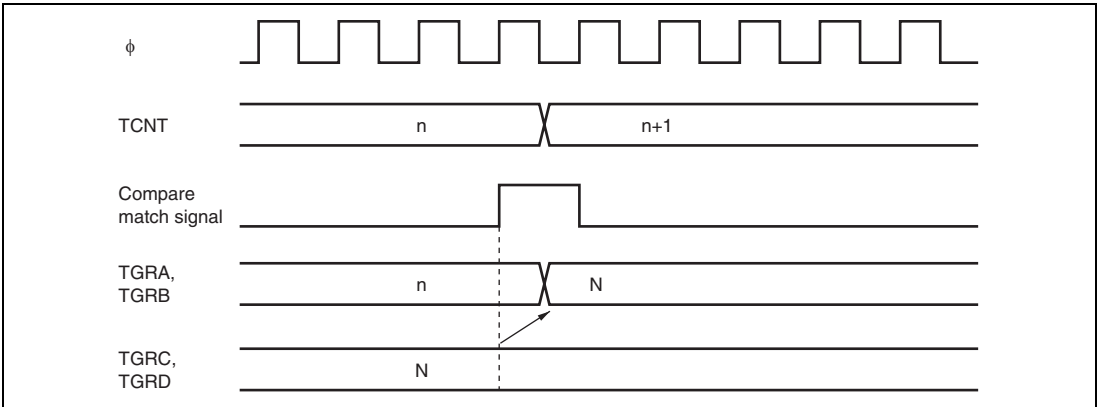 ϕ
TCNT
n
n+1
Compare
match signal
TGRA,
TGRB
n
N
TGRC,
TGRD
N